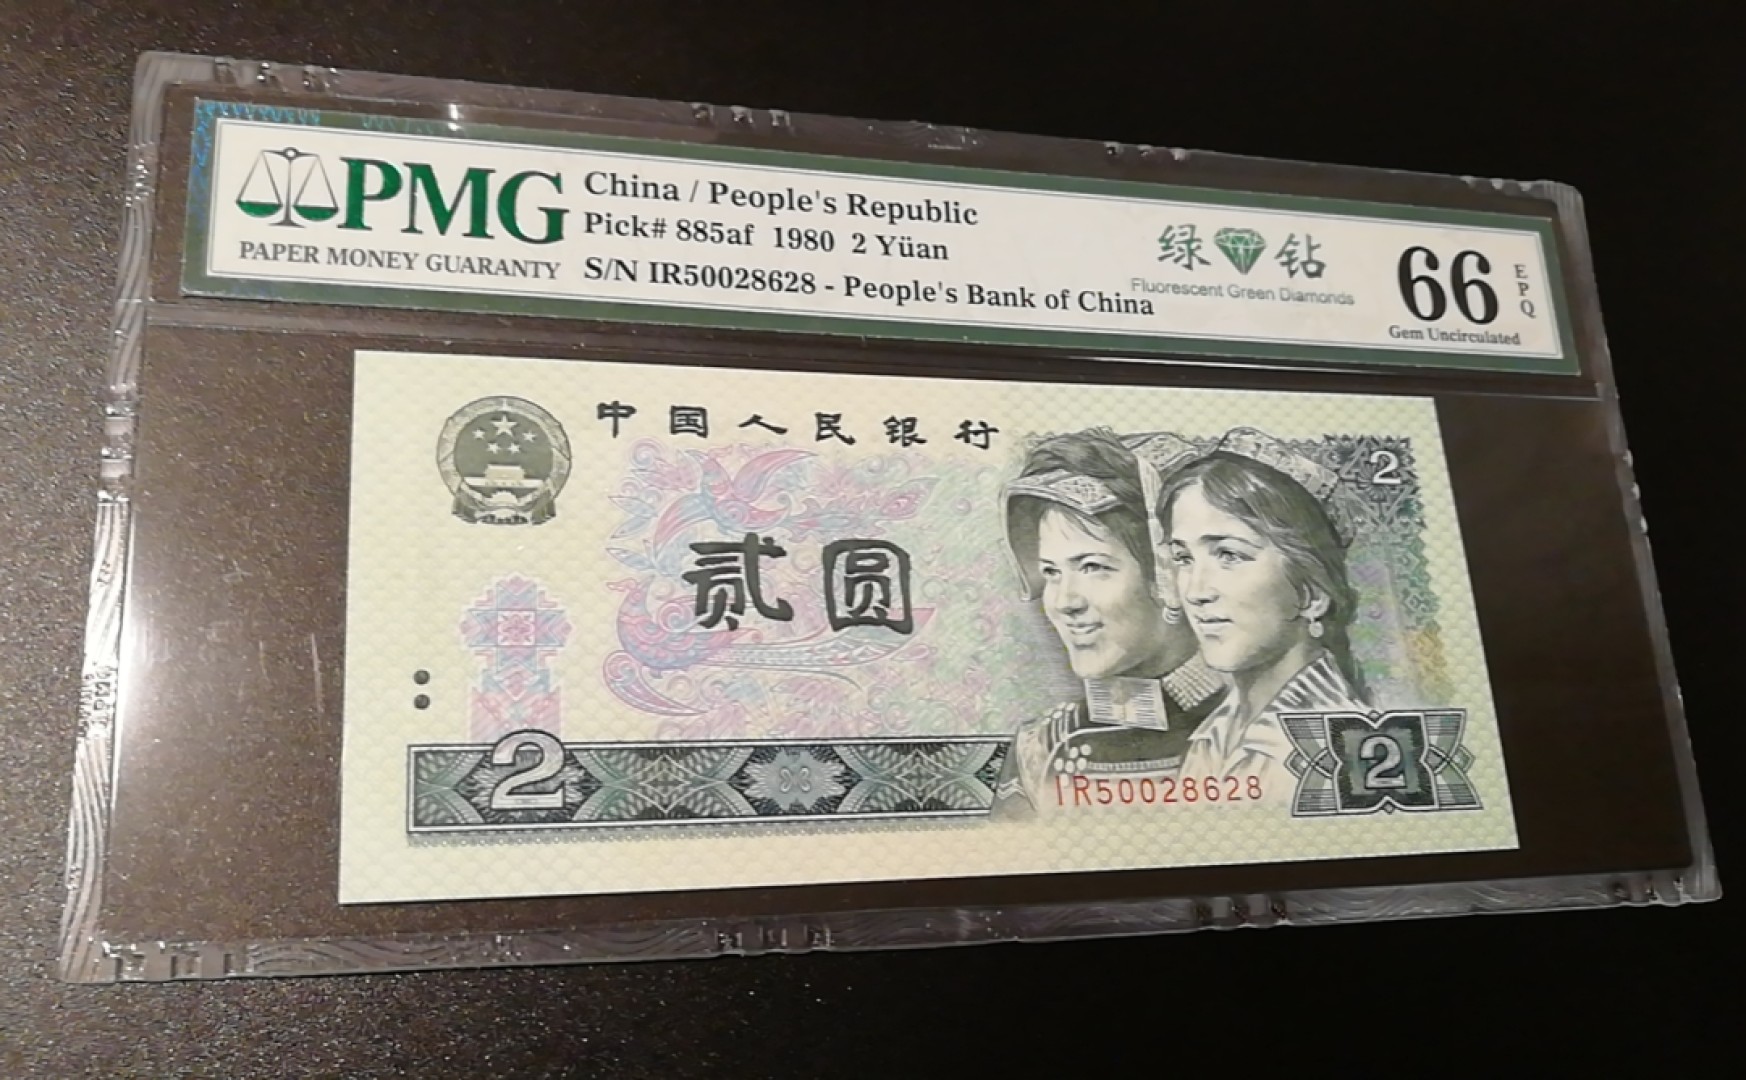 PMG
PAPER MONEY GUARANTY
China / People's Republic
Pick# 885af 1980 2 Yüan
S/N IR50028628 - People's Bank of China
绿钻
Fluorescent Green Diamonds
66
EPQ
Gem Uncirculated
中国人民银行
2
贰圆
2
2
IR50028628